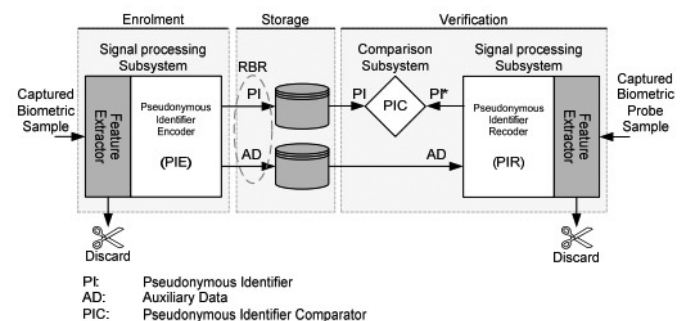 Enrolment
Storage
Verification
Signal processing
Subsystem
RBR
Comparison
Subsystem
Signal processing
Subsystem
Captured
Biometric
Sample
Feature
Extractor
Pseudonymous
Identifier
Encoder
(PIE)
PI
AD
PI
PIC
PI*
AD
Pseudonymous
Identifier
Recoder
(PIR)
Feature
Extractor
Captured
Biometric
Probe
Sample
Discard
Discard
PI: Pseudonymous Identifier
AD: Auxiliary Data
PIC: Pseudonymous Identifier Comparator